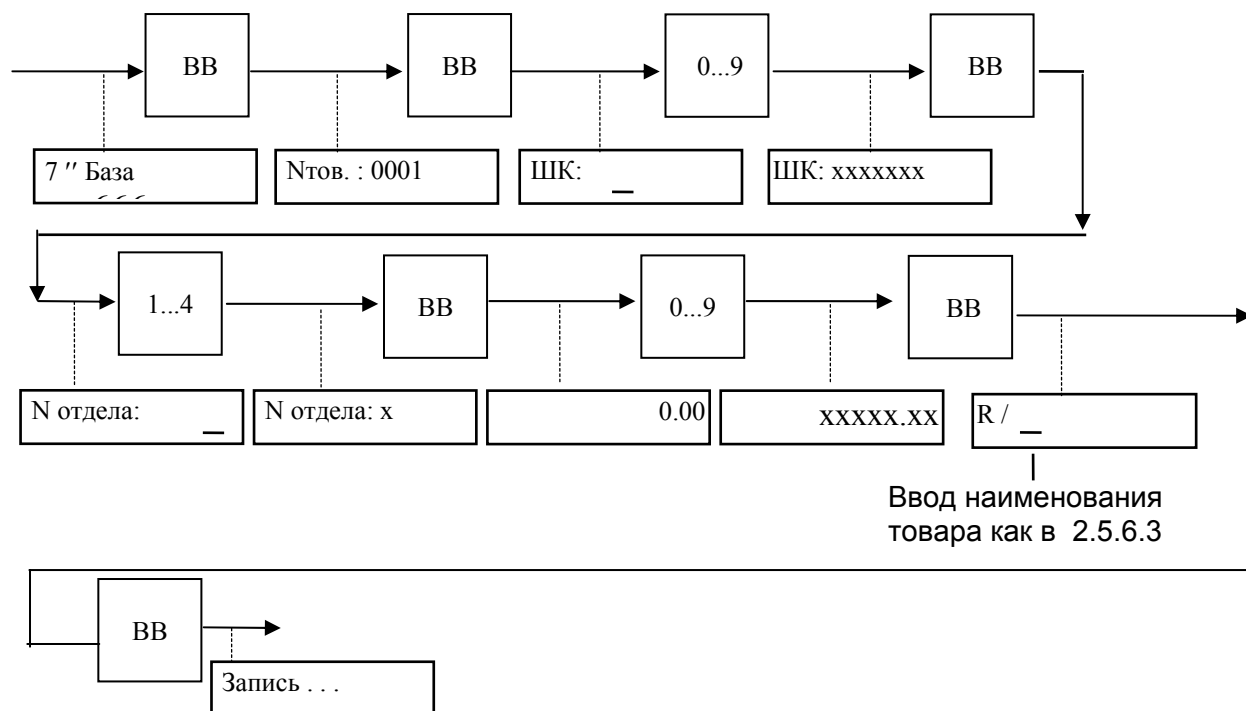 ВВ ВВ 0...9 ВВ
7 ′′ База Nтов. : 0001 ШК: _ ШК: xxxxxxx
1...4 ВВ 0...9 ВВ
N отдела: _ N отдела: x 0.00 xxxxx.xx R / _
Ввод наименования
товара как в 2.5.6.3
ВВ
Запись . . .